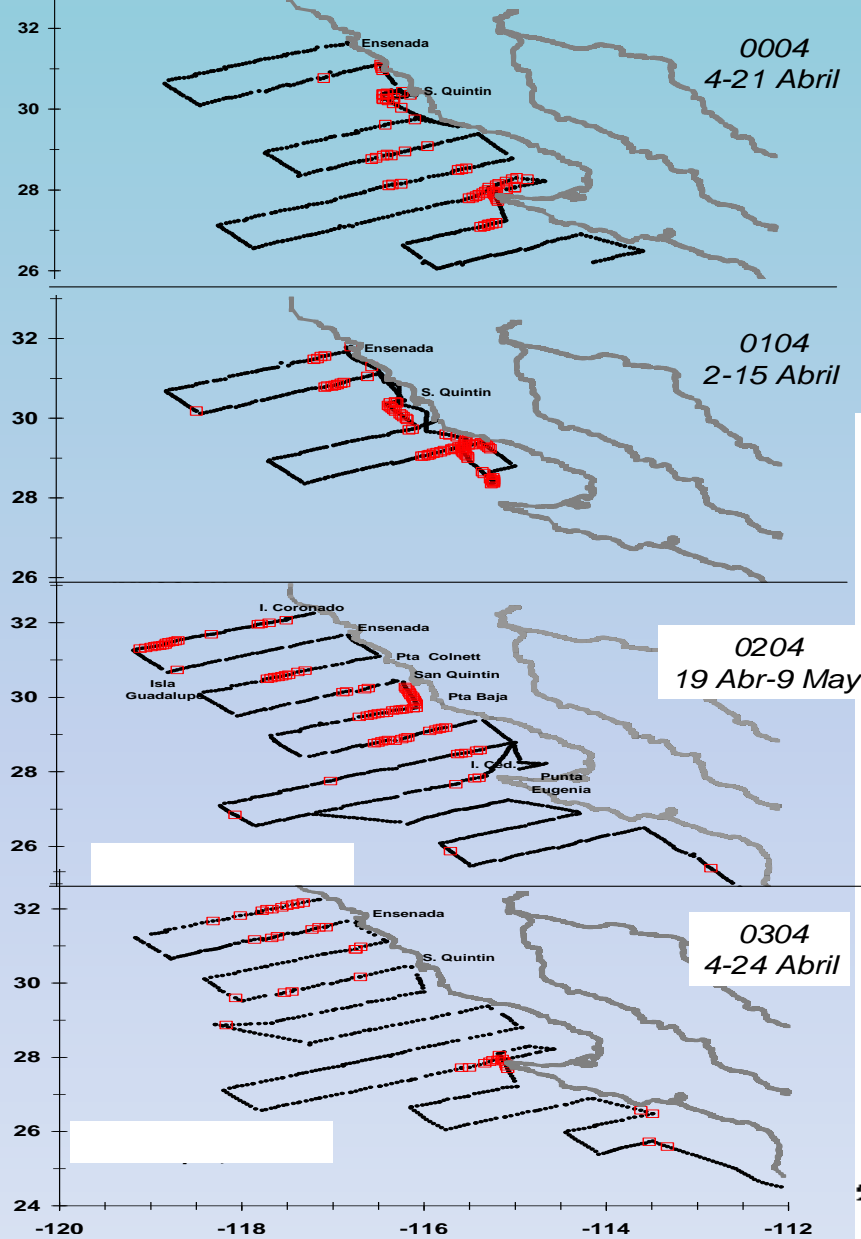 32
Ensenada
0004
4-21 Abril
30
S. Quintin
28
26
32
Ensenada
0104
2-15 Abril
30
S. Quintin
28
26
32
I. Coronado
Ensenada
Pta Colnett
0204
19 Abr-9 May
Isla
Guadalupe
San Quintin
30
Pta Baja
28
I. Ced.
Punta
Eugenia
26
32
Ensenada
0304
4-24 Abril
S. Quintin
30
28
26
24
-120 -118 -116 -114 -112